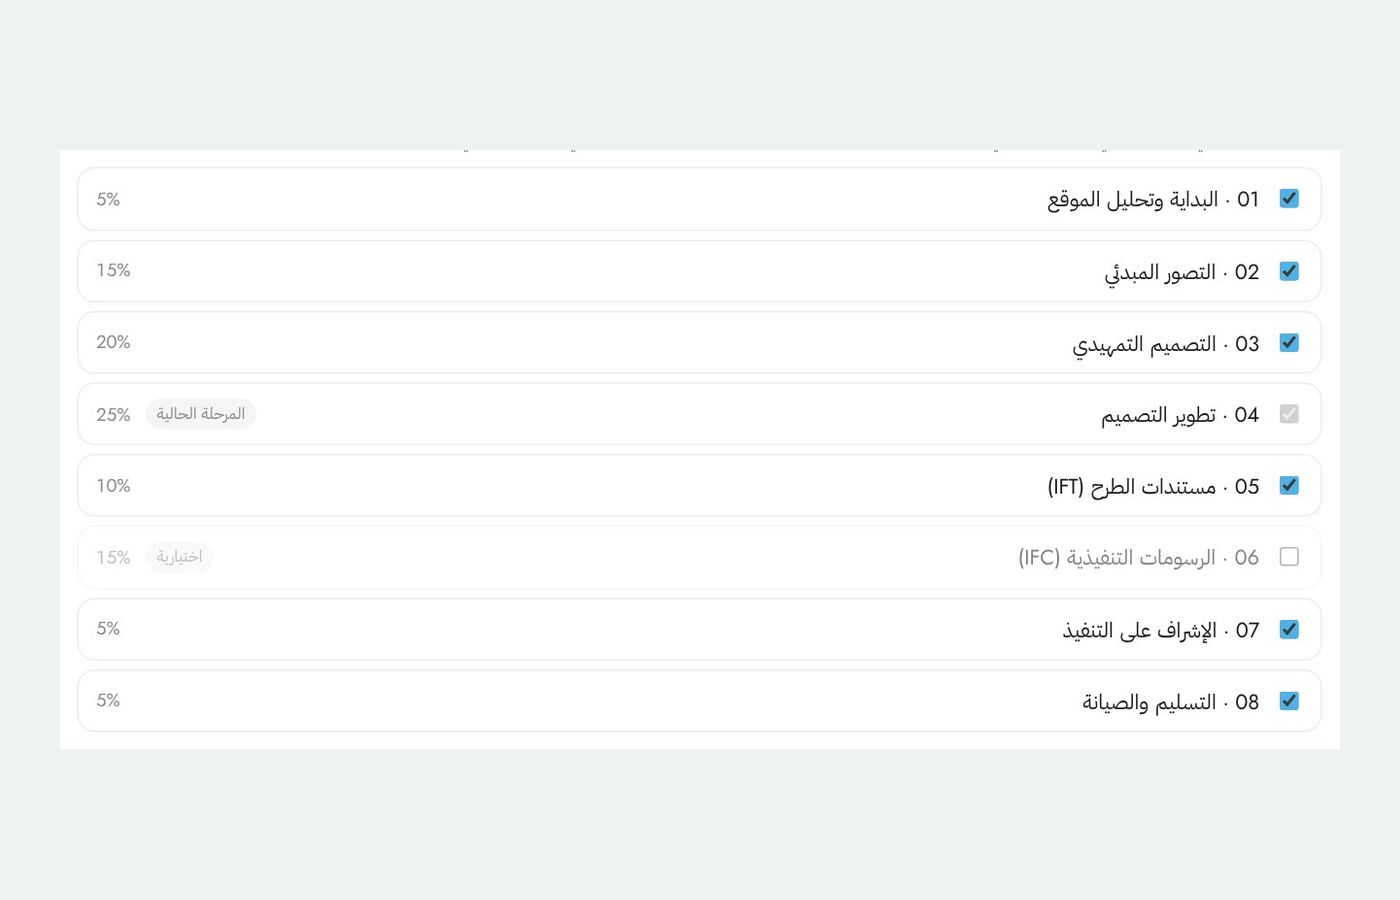 01 · البداية وتحليل الموقع 5%
02 · التصور المبدئي 15%
03 · التصميم التمهيدي 20%
04 · تطوير التصميم المرحلة الحالية 25%
05 · مستندات الطرح (IFT) 10%
06 · الرسومات التنفيذية (IFC) اختيارية 15%
07 · الإشراف على التنفيذ 5%
08 · التسليم والصيانة 5%